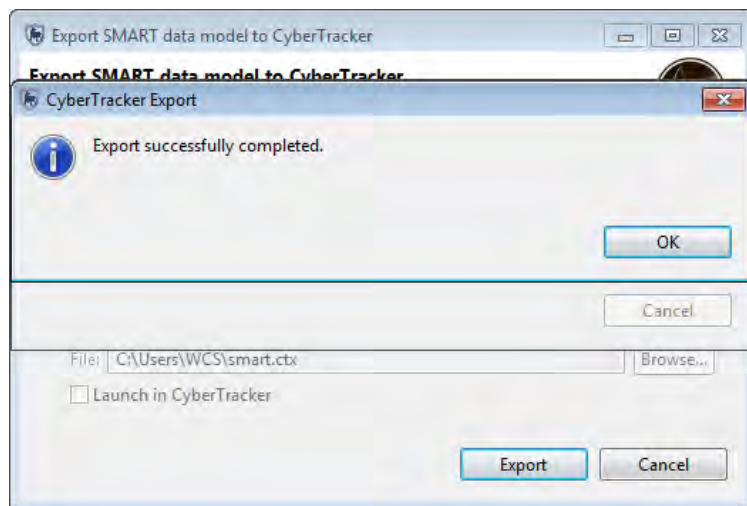 Export SMART data model to CyberTracker
Export SMART data model to CyberTracker
CyberTracker Export
Export successfully completed.
OK
Cancel
File: C:\Users\WCS\smart.ctx Browse...
Launch in CyberTracker
Export Cancel